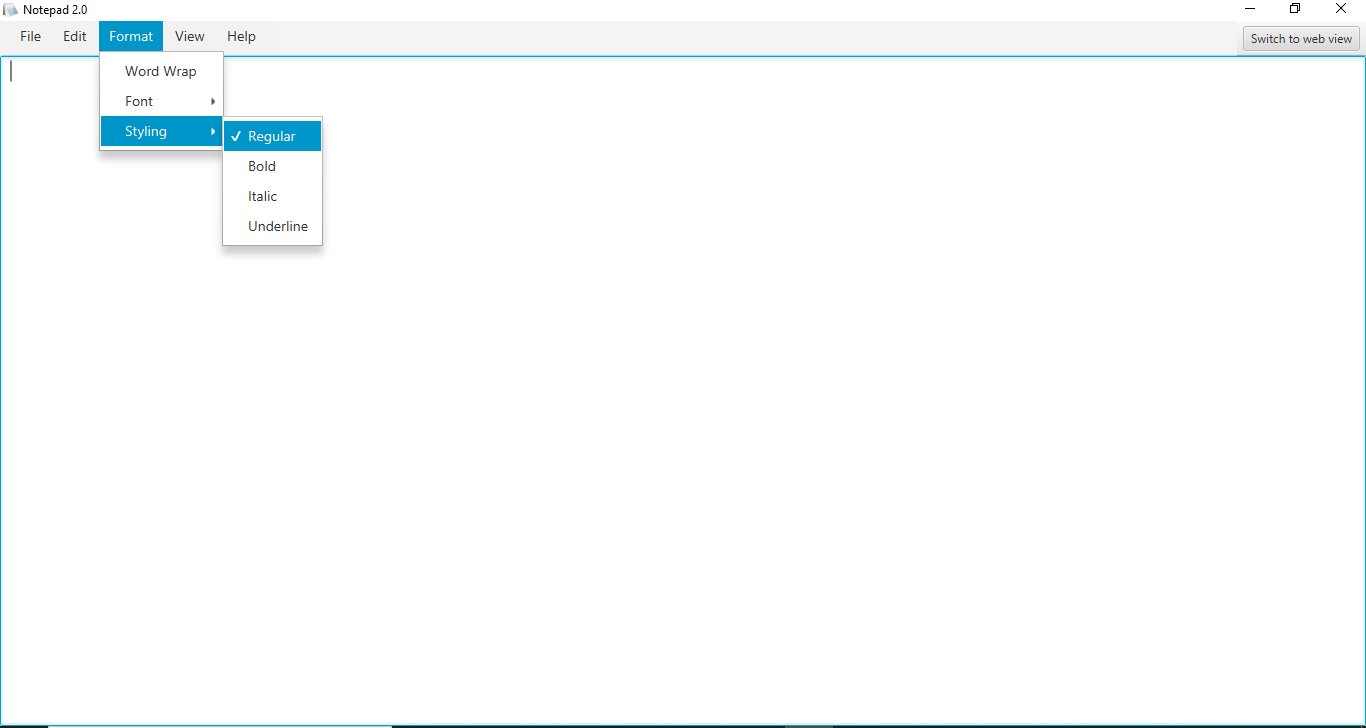 Notepad 2.0
File Edit Format View Help
Switch to web view
Word Wrap
Font
Styling
Regular
Bold
Italic
Underline